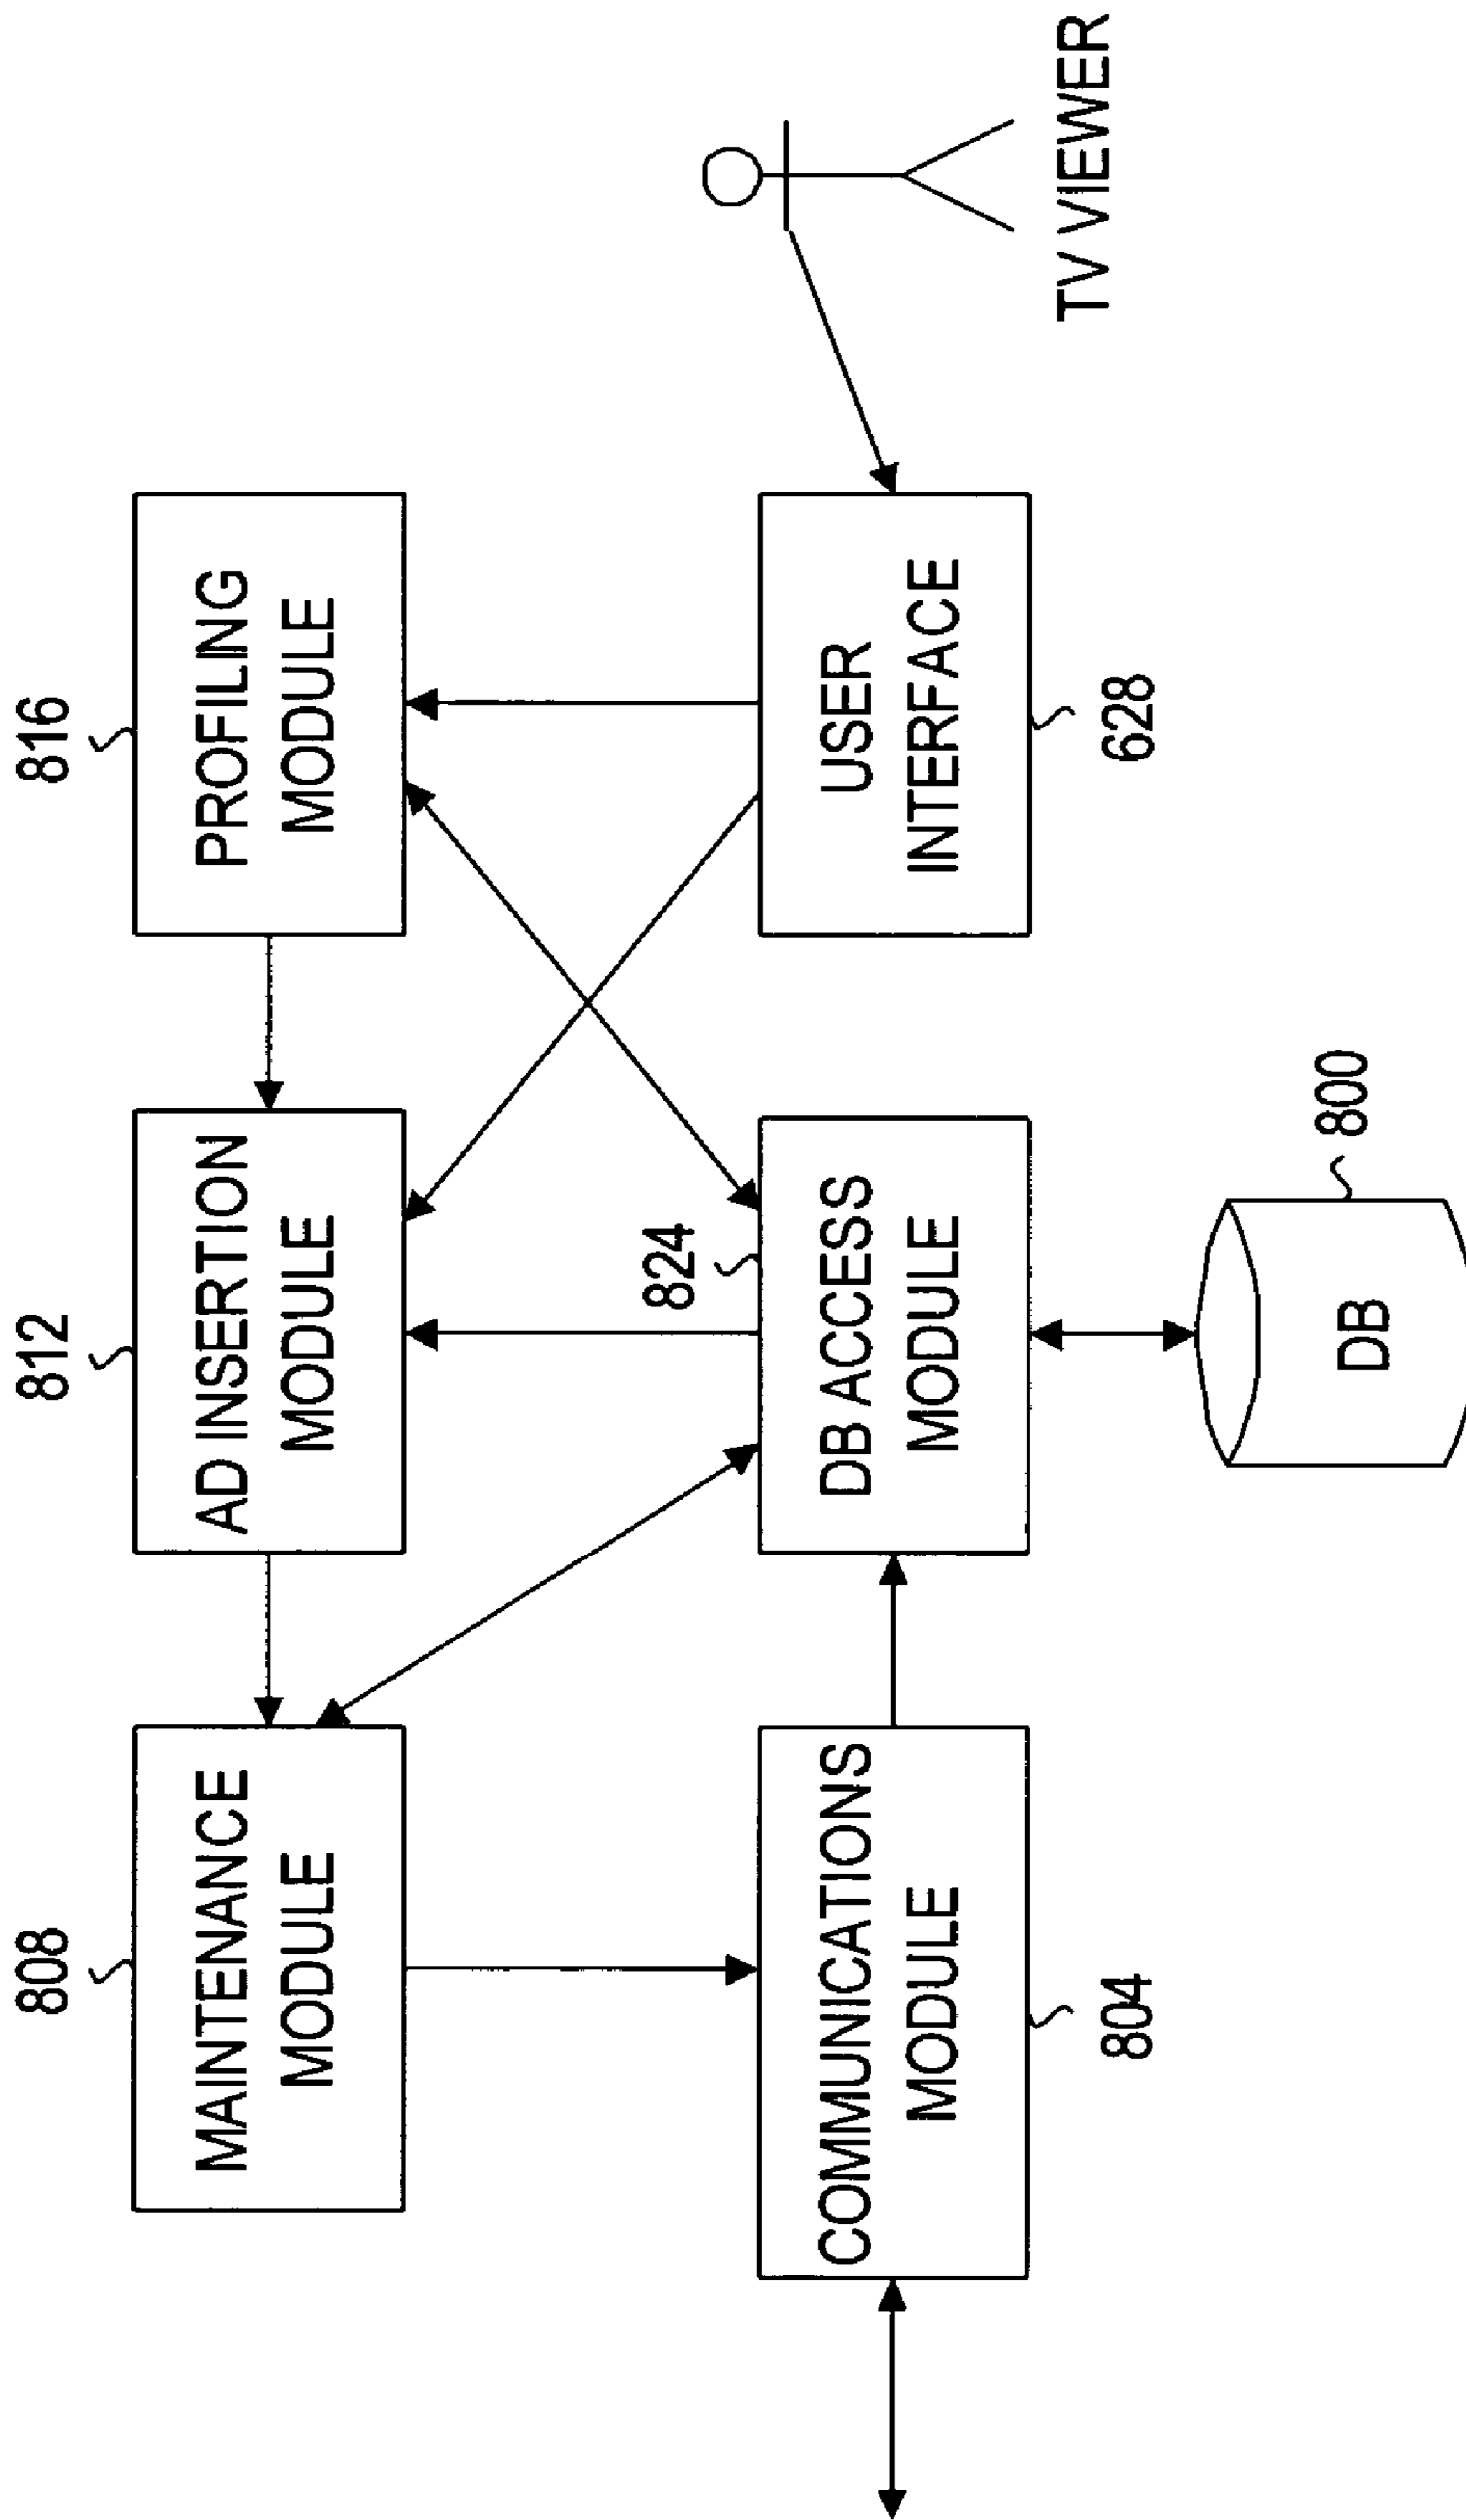 808
812
816
MAINTENANCE
MODULE
AD INSERTION
MODULE
PROFILING
MODULE
824
COMMUNICATIONS
MODULE
DB ACCESS
MODULE
USER
INTERFACE
804
628
TV VIEWER
800
DB